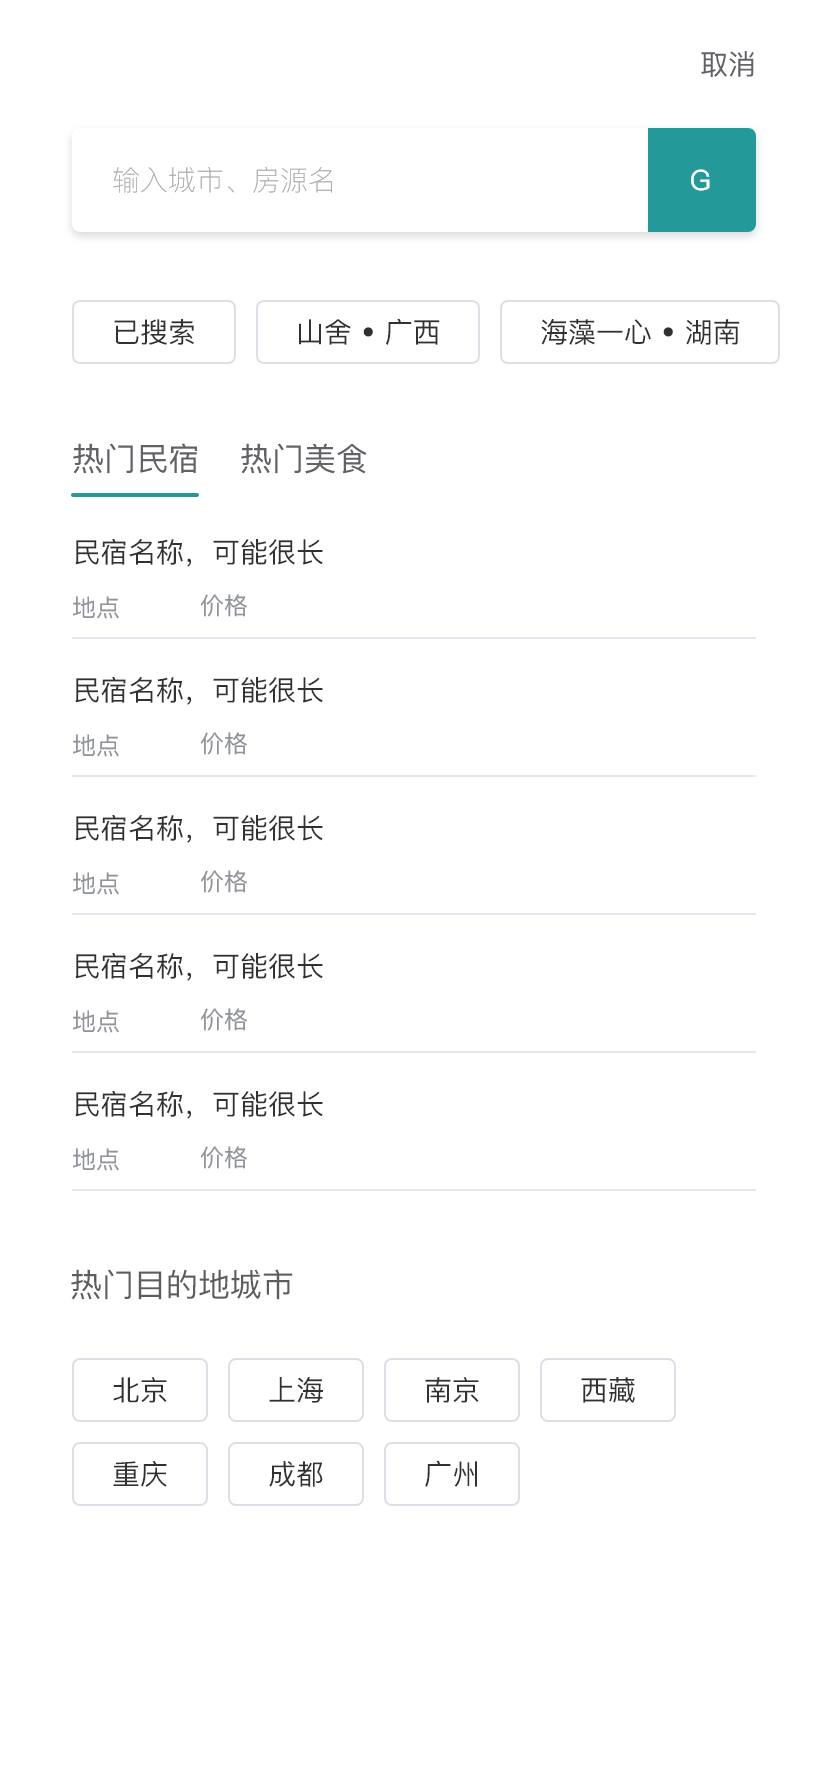 取消
输入城市、房源名 G
已搜索 山舍 • 广西 海藻一心 • 湖南
热门民宿 热门美食
民宿名称，可能很长
地点 价格
民宿名称，可能很长
地点 价格
民宿名称，可能很长
地点 价格
民宿名称，可能很长
地点 价格
民宿名称，可能很长
地点 价格
热门目的地城市
北京 上海 南京 西藏
重庆 成都 广州